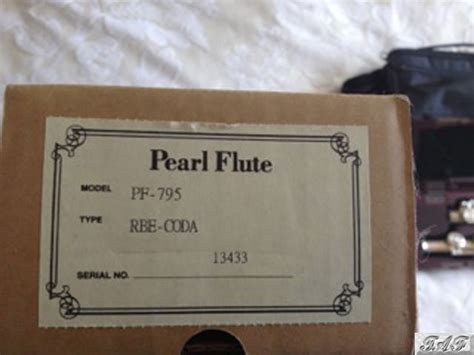 Pearl Flute
MODEL PF-795
TYPE RBE-CODA
13433
SERIAL NO.